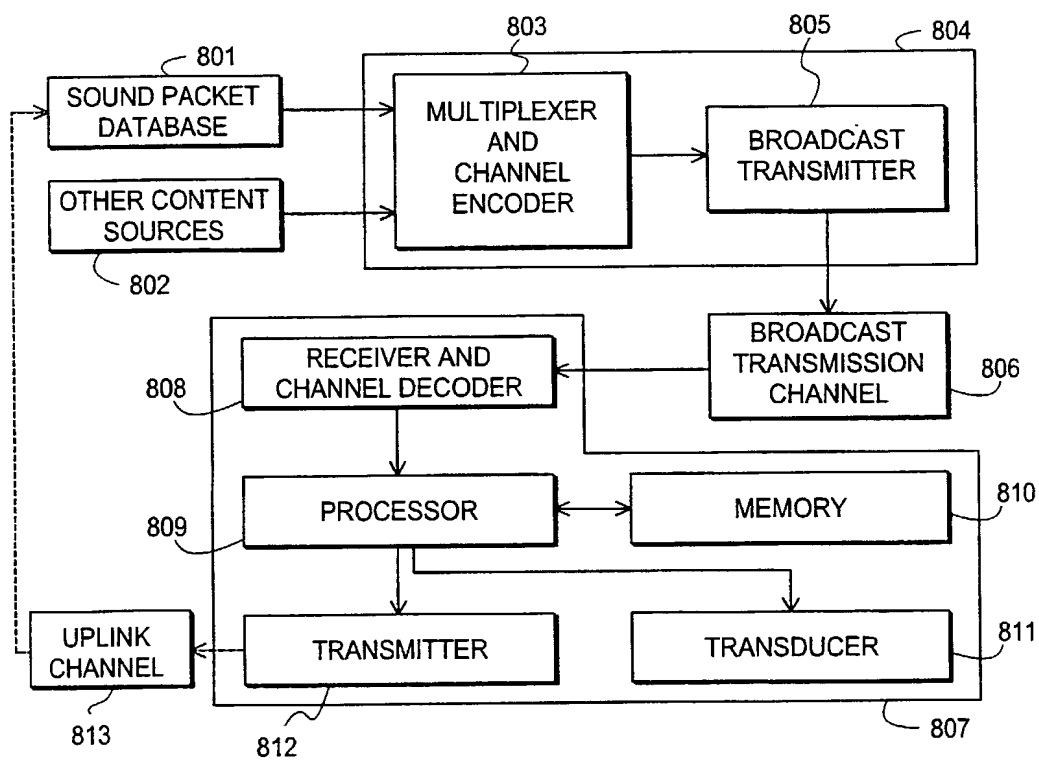 803
805
804
801
SOUND PACKET
DATABASE
MULTIPLEXER
AND
CHANNEL
ENCODER
BROADCAST
TRANSMITTER
OTHER CONTENT
SOURCES
802
RECEIVER AND
CHANNEL DECODER
808
BROADCAST
TRANSMISSION
CHANNEL
806
PROCESSOR
809
MEMORY
810
UPLINK
CHANNEL
813
TRANSMITTER
812
TRANSDUCER
811
807